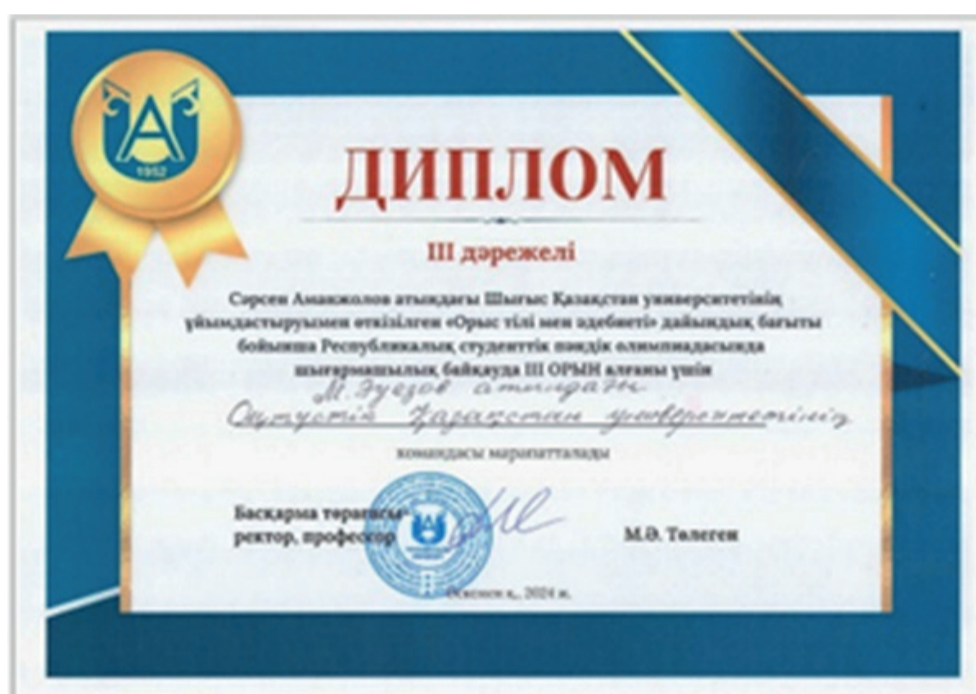 1952
ДИПЛОМ
III дәрежелі
Сәрсен Аманжолов атындағы Шығыс Қазақстан университетінің
ұйымдастыруымен өткізілген «Орыс тілі мен әдебиеті» дайындық бағыты
бойынша Республикалық студенттік пәндік олимпиадасында
шығармашылық байқауда III ОРЫН алғаны үшін
М. Әуезов атындағы
Оңтүстік Қазақстан университетінің
командасы марапатталады
Басқарма төрағасы-
ректор, профессор
М.Ә. Төлеген
Өскемен қ., 2024 ж.